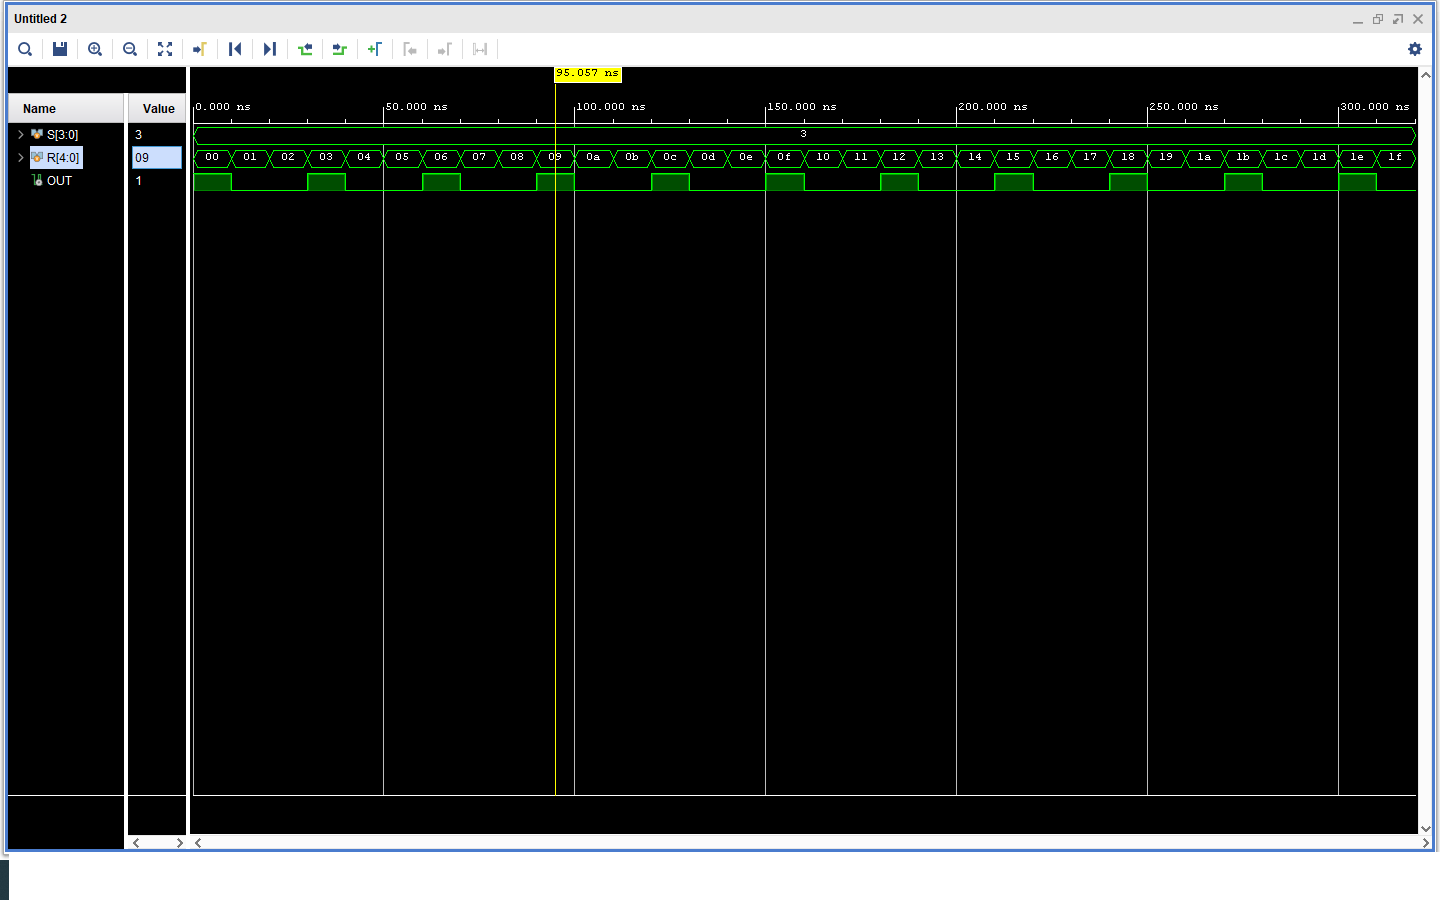 Untitled 2
95.057 ns
Name Value
0.000 ns 50.000 ns 100.000 ns 150.000 ns 200.000 ns 250.000 ns 300.000 ns
S[3:0] 3 3
R[4:0] 09 00 01 02 03 04 05 06 07 08 09 0a 0b 0c 0d 0e 0f 10 11 12 13 14 15 16 17 18 19 1a 1b 1c 1d 1e 1f
OUT 1